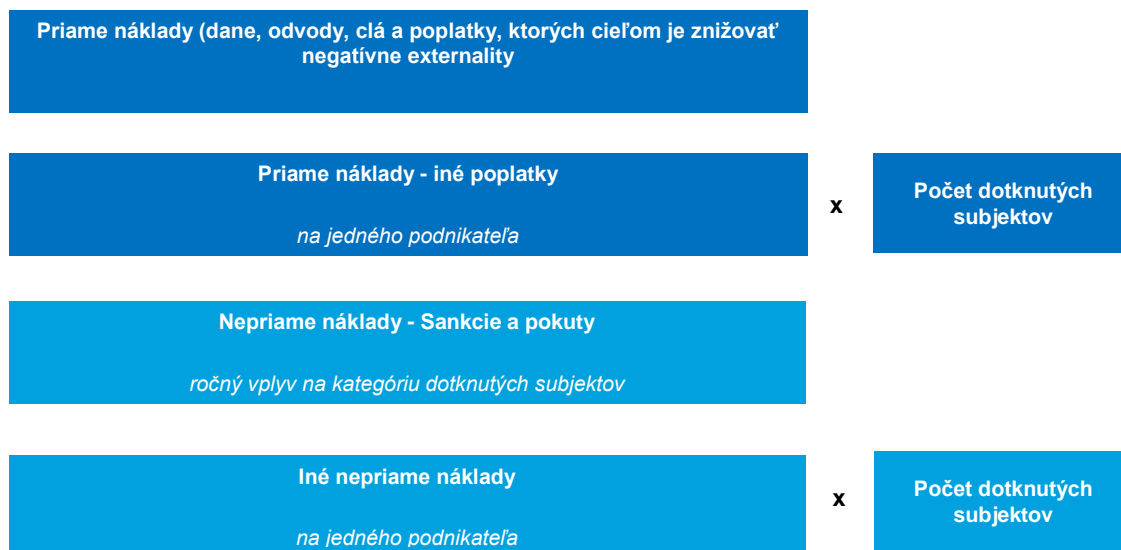 Priame náklady (dane, odvody, clá a poplatky, ktorých cieľom je znižovať
negatívne externality
Priame náklady - iné poplatky
na jedného podnikateľa
x
Počet dotknutých
subjektov
Nepriame náklady - Sankcie a pokuty
ročný vplyv na kategóriu dotknutých subjektov
Iné nepriame náklady
na jedného podnikateľa
x
Počet dotknutých
subjektov